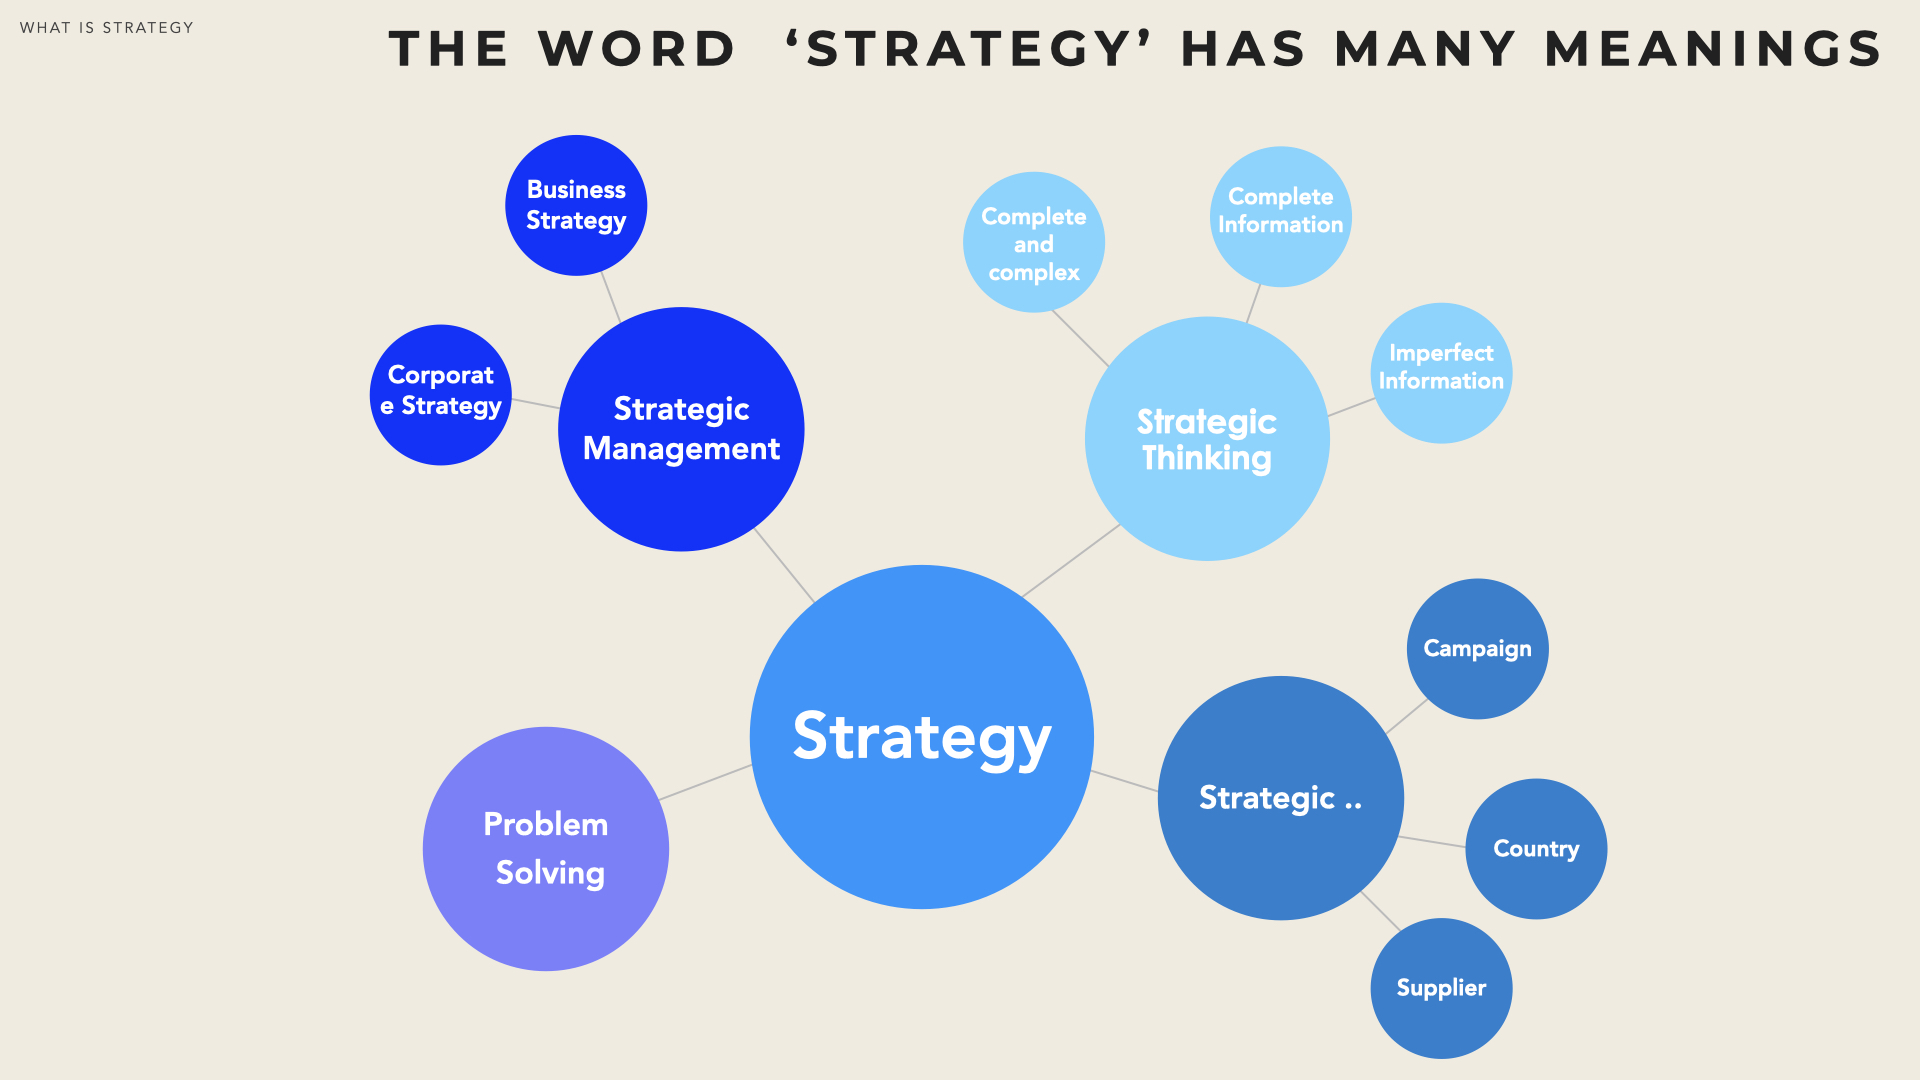 WHAT IS STRATEGY
THE WORD ‘STRATEGY’ HAS MANY MEANINGS
Business
Strategy
Corporat
e Strategy
Strategic
Management
Complete
and
complex
Complete
Information
Imperfect
Information
Strategic
Thinking
Strategy
Problem
Solving
Strategic ..
Campaign
Country
Supplier